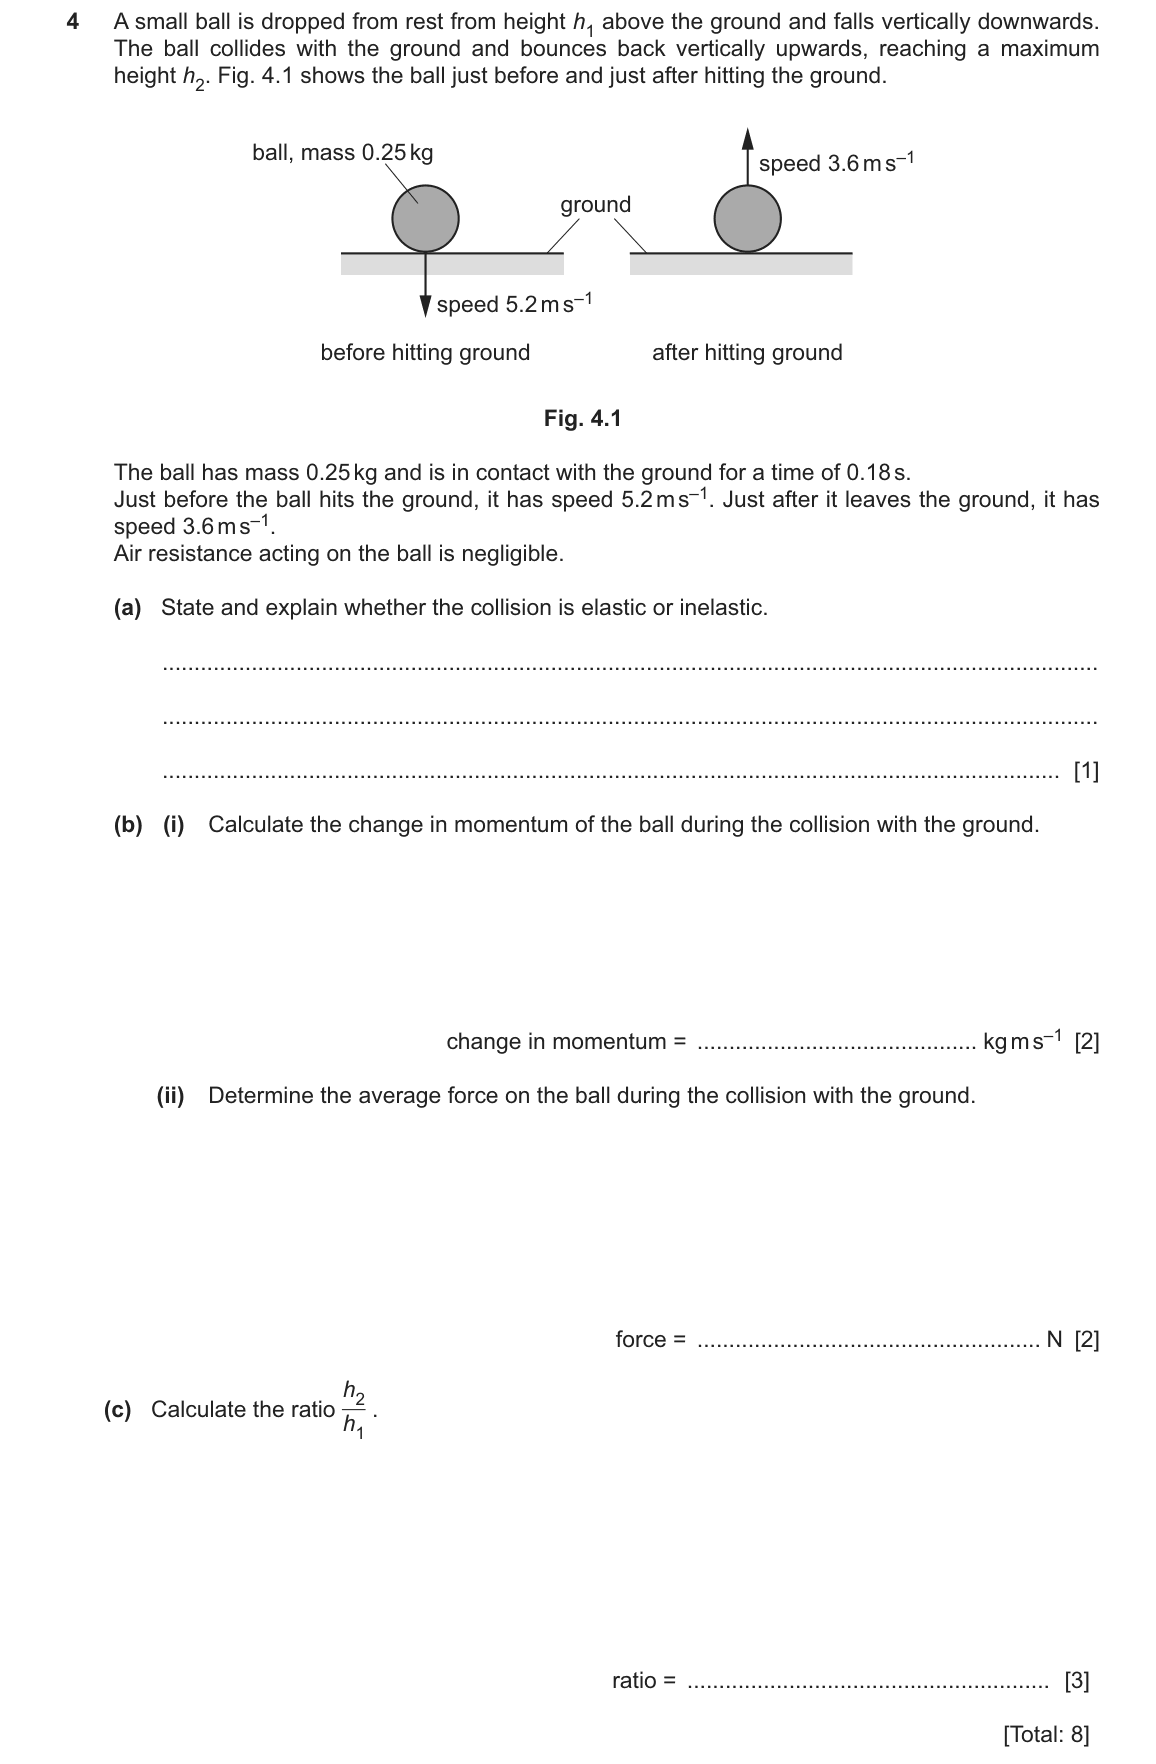 4 A small ball is dropped from rest from height h₁ above the ground and falls vertically downwards.
The ball collides with the ground and bounces back vertically upwards, reaching a maximum
height h₂. Fig. 4.1 shows the ball just before and just after hitting the ground.
ball, mass 0.25 kg
speed 3.6 m s⁻¹
ground
speed 5.2 m s⁻¹
before hitting ground
after hitting ground
Fig. 4.1
The ball has mass 0.25 kg and is in contact with the ground for a time of 0.18 s.
Just before the ball hits the ground, it has speed 5.2 m s⁻¹. Just after it leaves the ground, it has
speed 3.6 m s⁻¹.
Air resistance acting on the ball is negligible.
(a) State and explain whether the collision is elastic or inelastic.
[1]
(b) (i) Calculate the change in momentum of the ball during the collision with the ground.
change in momentum = .......................................... kg m s⁻¹ [2]
(ii) Determine the average force on the ball during the collision with the ground.
force = .................................................... N [2]
(c) Calculate the ratio h₂/h₁ .
ratio = ....................................................... [3]
[Total: 8]